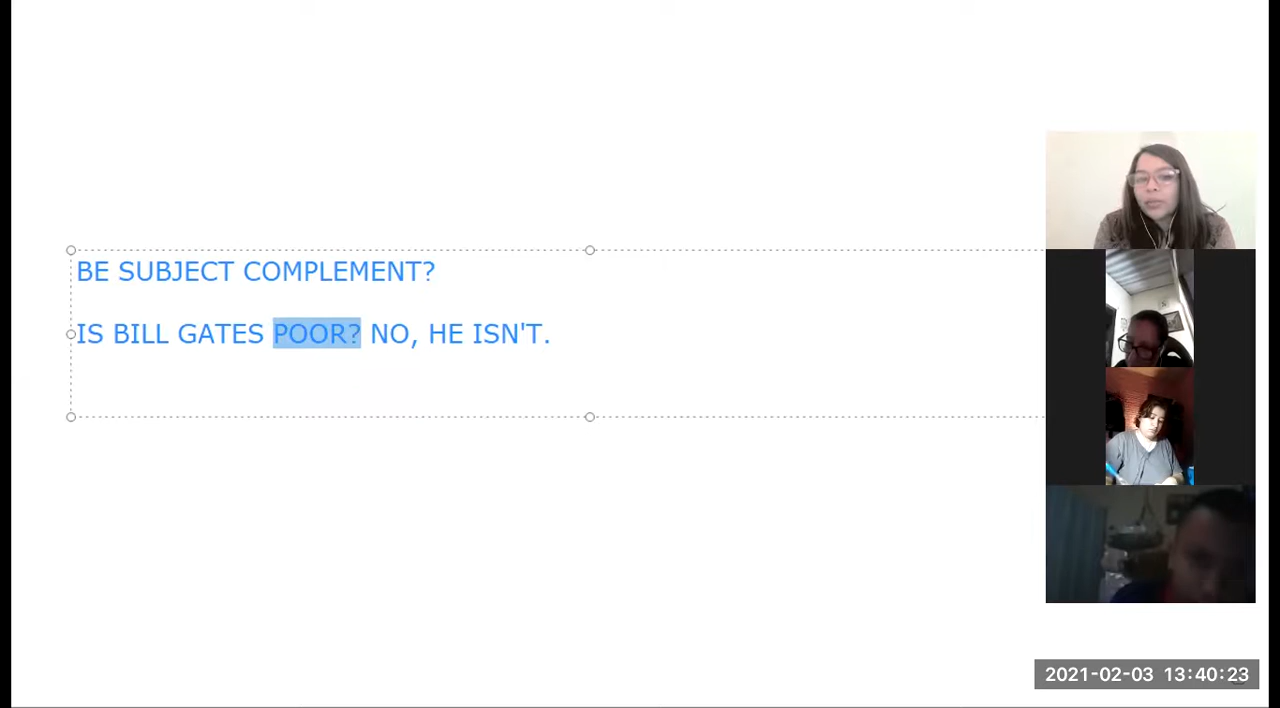 BE SUBJECT COMPLEMENT?
IS BILL GATES POOR? NO, HE ISN'T.
2021-02-03 13:40:23